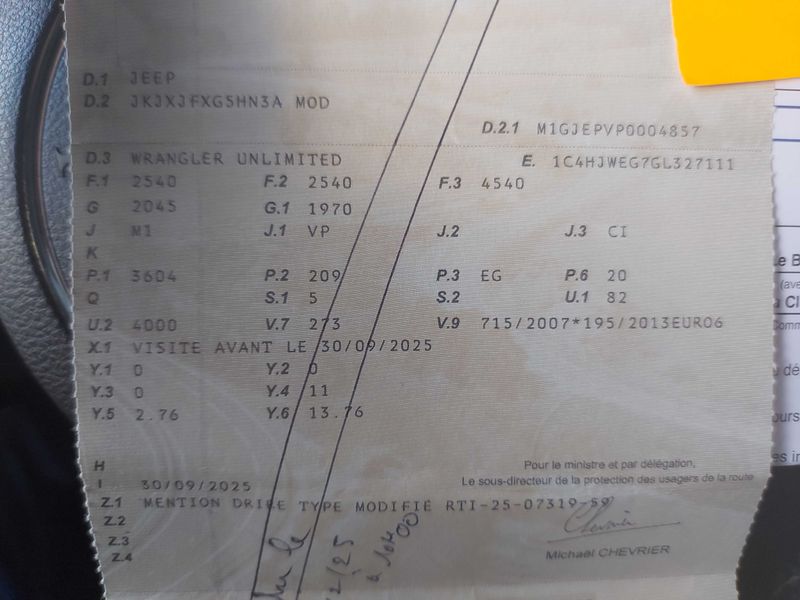 D.1 JEEP
D.2 JKJXJFXG5HN3A MOD
D.2.1 M1GJEPVP0004857
D.3 WRANGLER UNLIMITED E. 1C4HJWEG7GL327111
F.1 2540 F.2 2540 F.3 4540
G 2045 G.1 1970
J M1 J.1 VP J.2 J.3 CI
K
P.1 3604 P.2 209 P.3 EG P.6 20
Q S.1 5 S.2 U.1 82
U.2 4000 V.7 273 V.9 715/2007*195/2013EURO6
X.1 VISITE AVANT LE 30/09/2025
Y.1 0 Y.2 0
Y.3 0 Y.4 11
Y.5 2.76 Y.6 13.76
H
I 30/09/2025
Pour le ministre et par délégation,
Le sous-directeur de la protection des usagers de la route
Z.1 MENTION DRIRE TYPE MODIFIE RTI-25-07319-59
Z.2
Z.3
Z.4
Michaël CHEVRIER
le
2/25
à 10H00